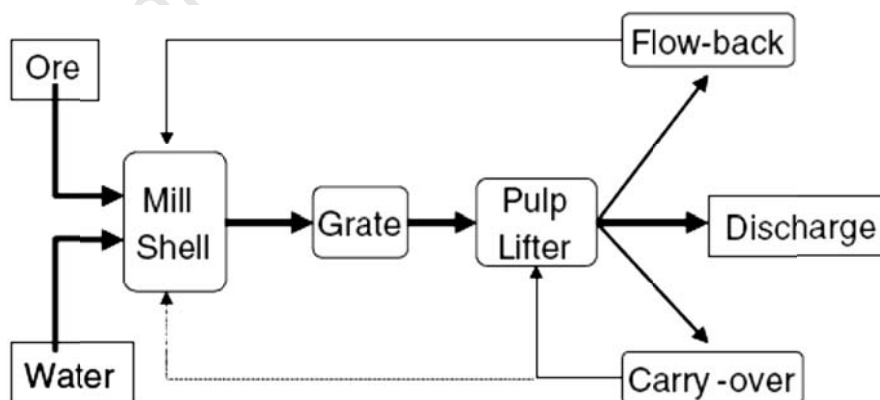 Flow-back
Ore
Mill
Shell
Grate
Pulp
Lifter
Discharge
Water
Carry -over